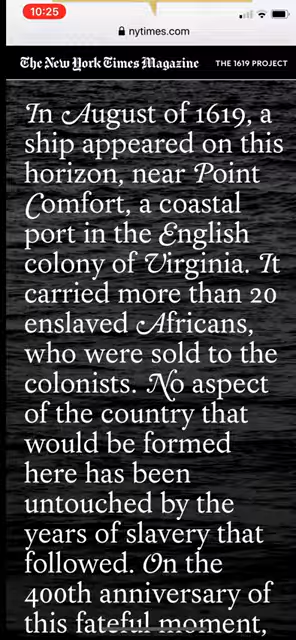 10:25
nytimes.com
The New York Times Magazine THE 1619 PROJECT
In August of 1619, a
ship appeared on this
horizon, near Point
Comfort, a coastal
port in the English
colony of Virginia. It
carried more than 20
enslaved Africans,
who were sold to the
colonists. No aspect
of the country that
would be formed
here has been
untouched by the
years of slavery that
followed. On the
400th anniversary of
this fateful moment,